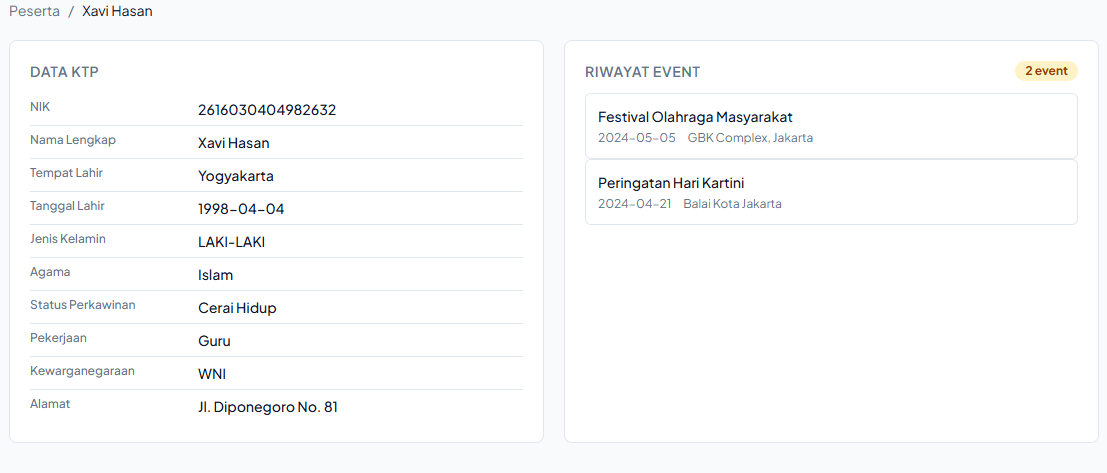 Peserta / Xavi Hasan
DATA KTP
NIK 2616030404982632
Nama Lengkap Xavi Hasan
Tempat Lahir Yogyakarta
Tanggal Lahir 1998-04-04
Jenis Kelamin LAKI-LAKI
Agama Islam
Status Perkawinan Cerai Hidup
Pekerjaan Guru
Kewarganegaraan WNI
Alamat Jl. Diponegoro No. 81
RIWAYAT EVENT 2 event
Festival Olahraga Masyarakat
2024-05-05 GBK Complex, Jakarta
Peringatan Hari Kartini
2024-04-21 Balai Kota Jakarta